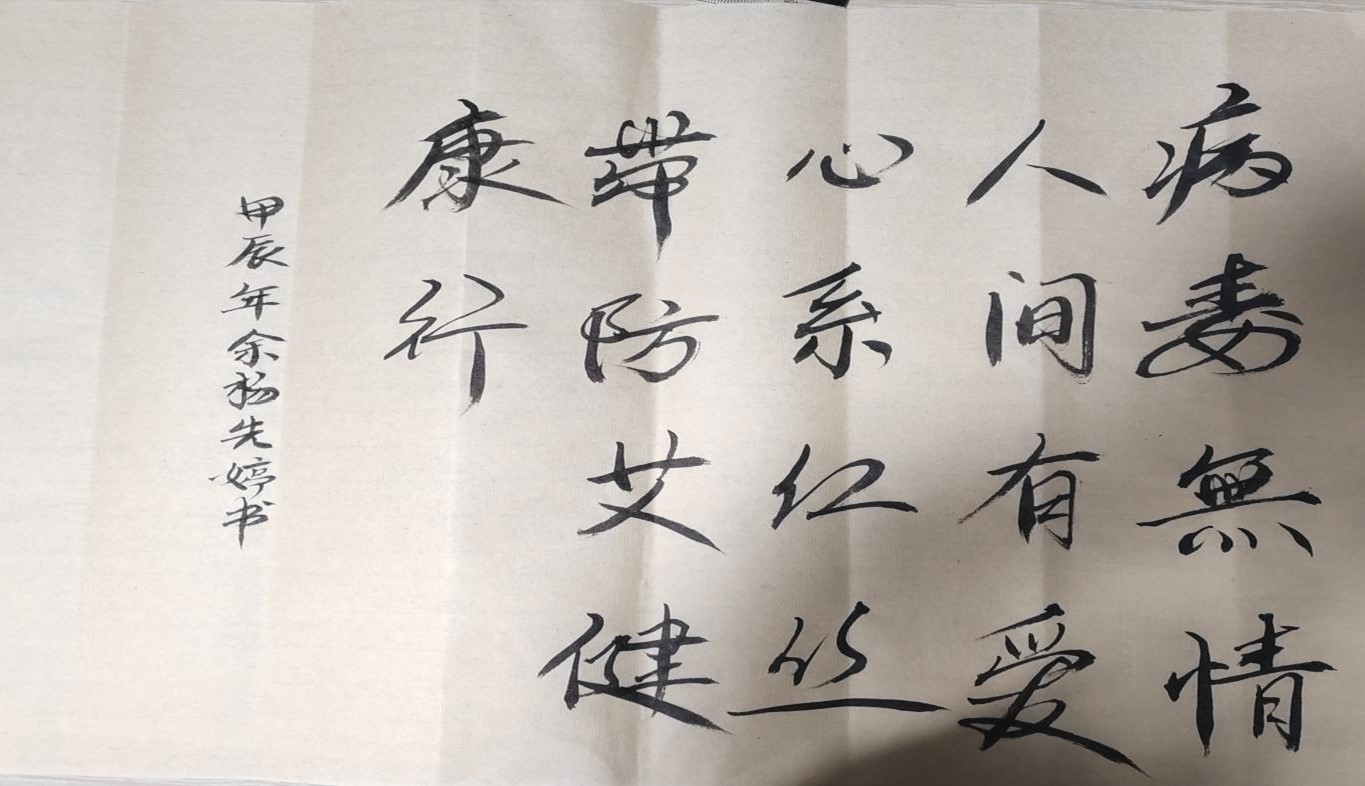 病毒無情
人间有爱
心系红丝
带防艾健
康行
甲辰年余杨先婷书